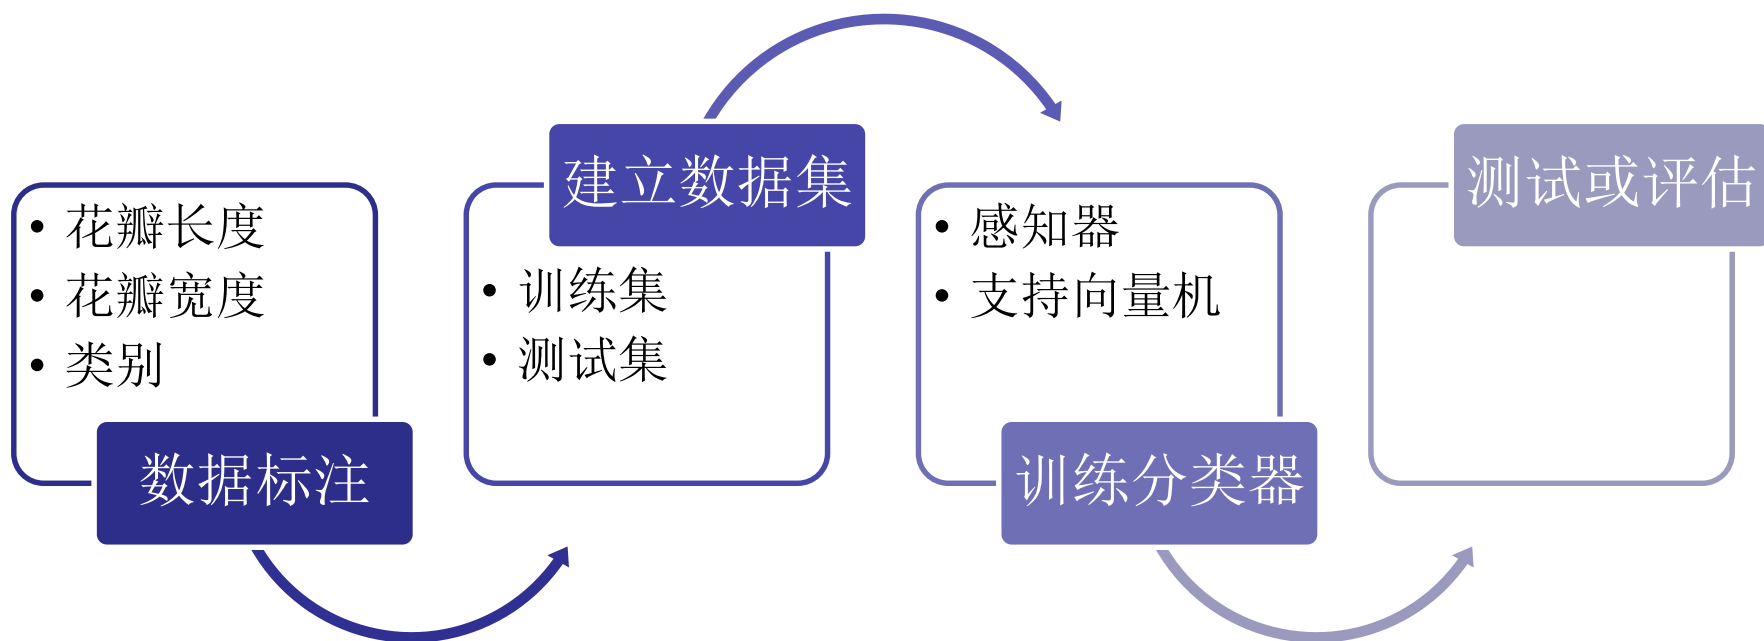 • 花瓣长度
• 花瓣宽度
• 类别
数据标注
建立数据集
• 训练集
• 测试集
• 感知器
• 支持向量机
训练分类器
测试或评估